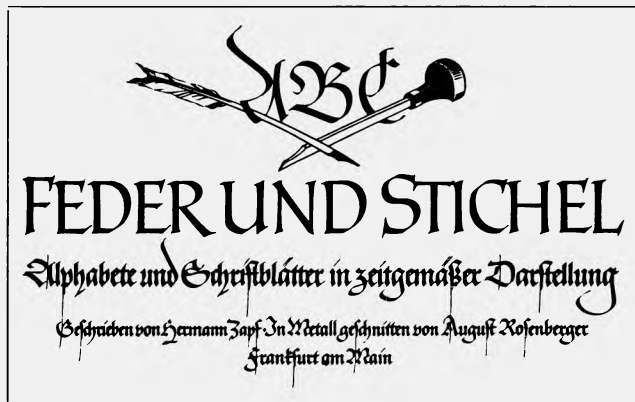 ABC
FEDER UND STICHEL
Alphabete und Schriftblätter in zeitgemäßer Darstellung
Geschrieben von Hermann Zapf · In Metall geschnitten von August Rosenberger
Frankfurt am Main